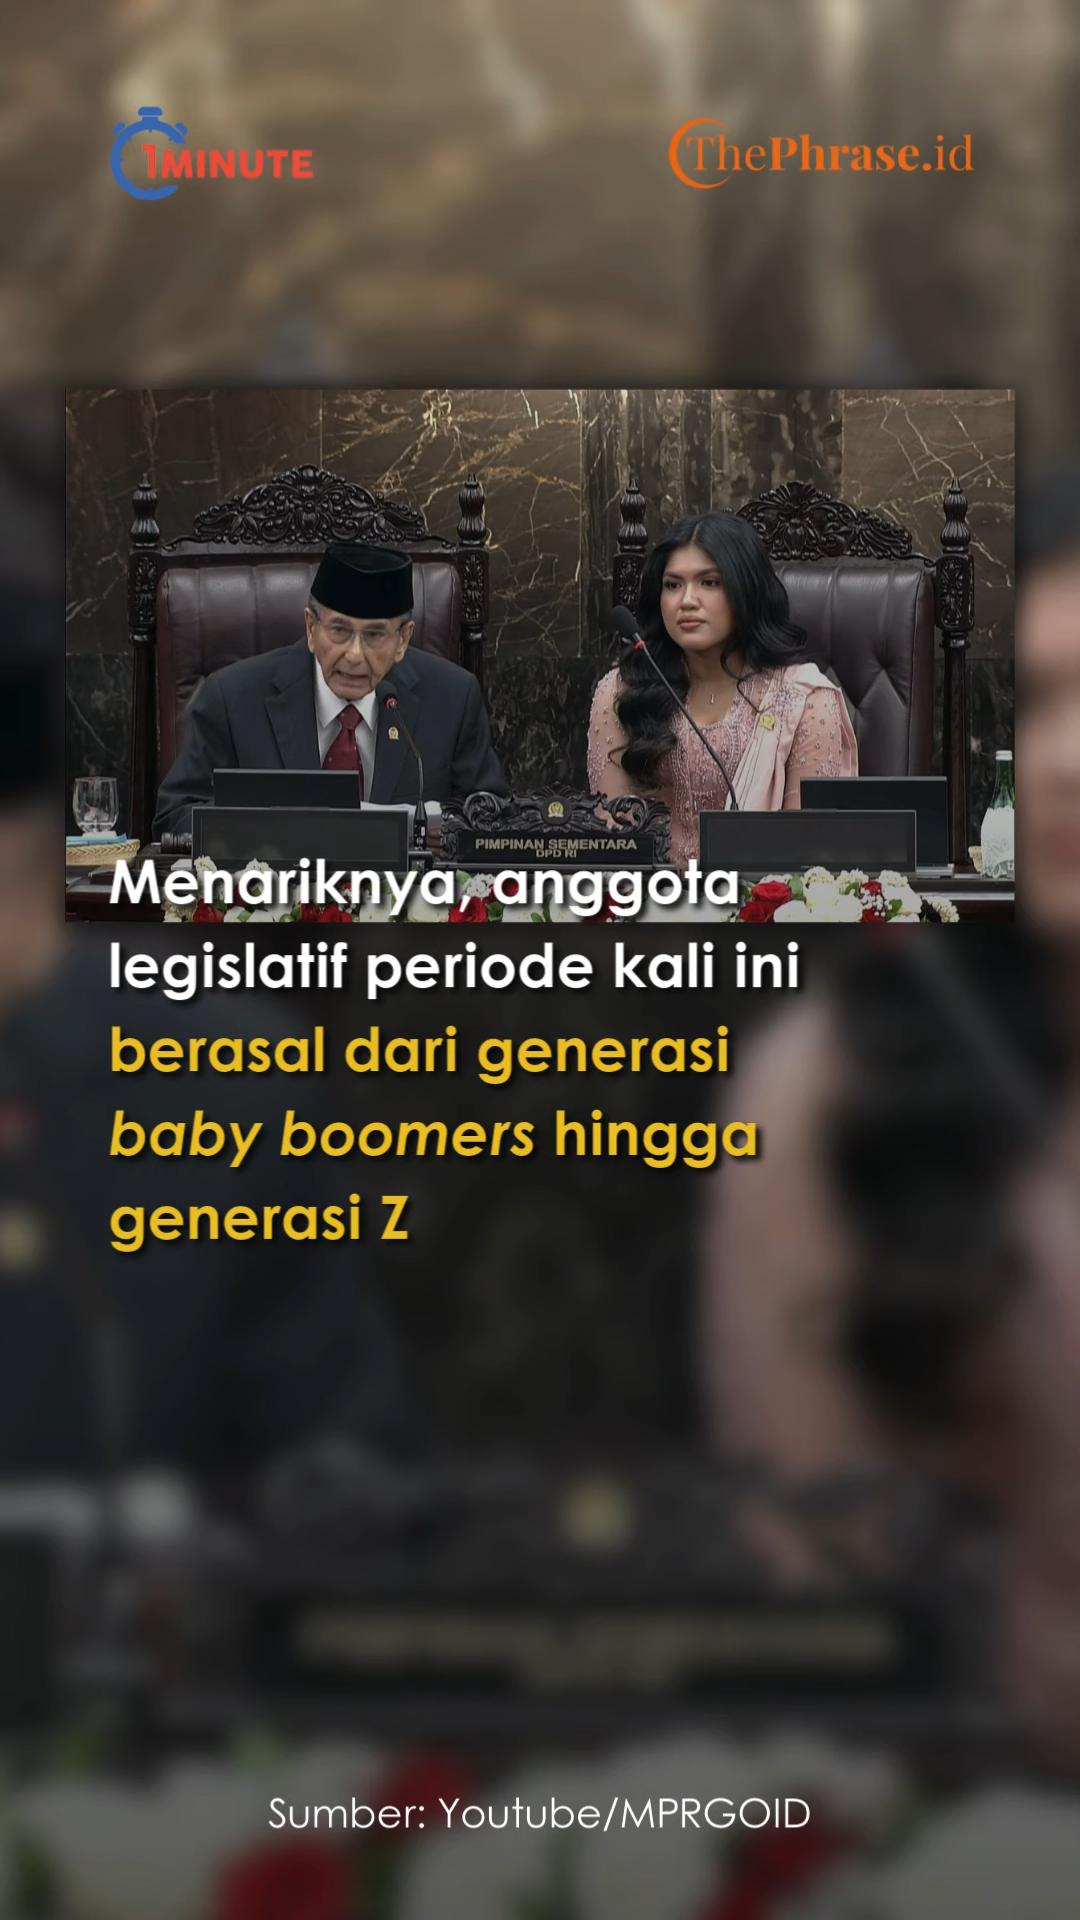 1MINUTE
ThePhrase.id
PIMPINAN SEMENTARA
DPD RI
Menariknya, anggota
legislatif periode kali ini
berasal dari generasi
baby boomers hingga
generasi Z
Sumber: Youtube/MPRGOID